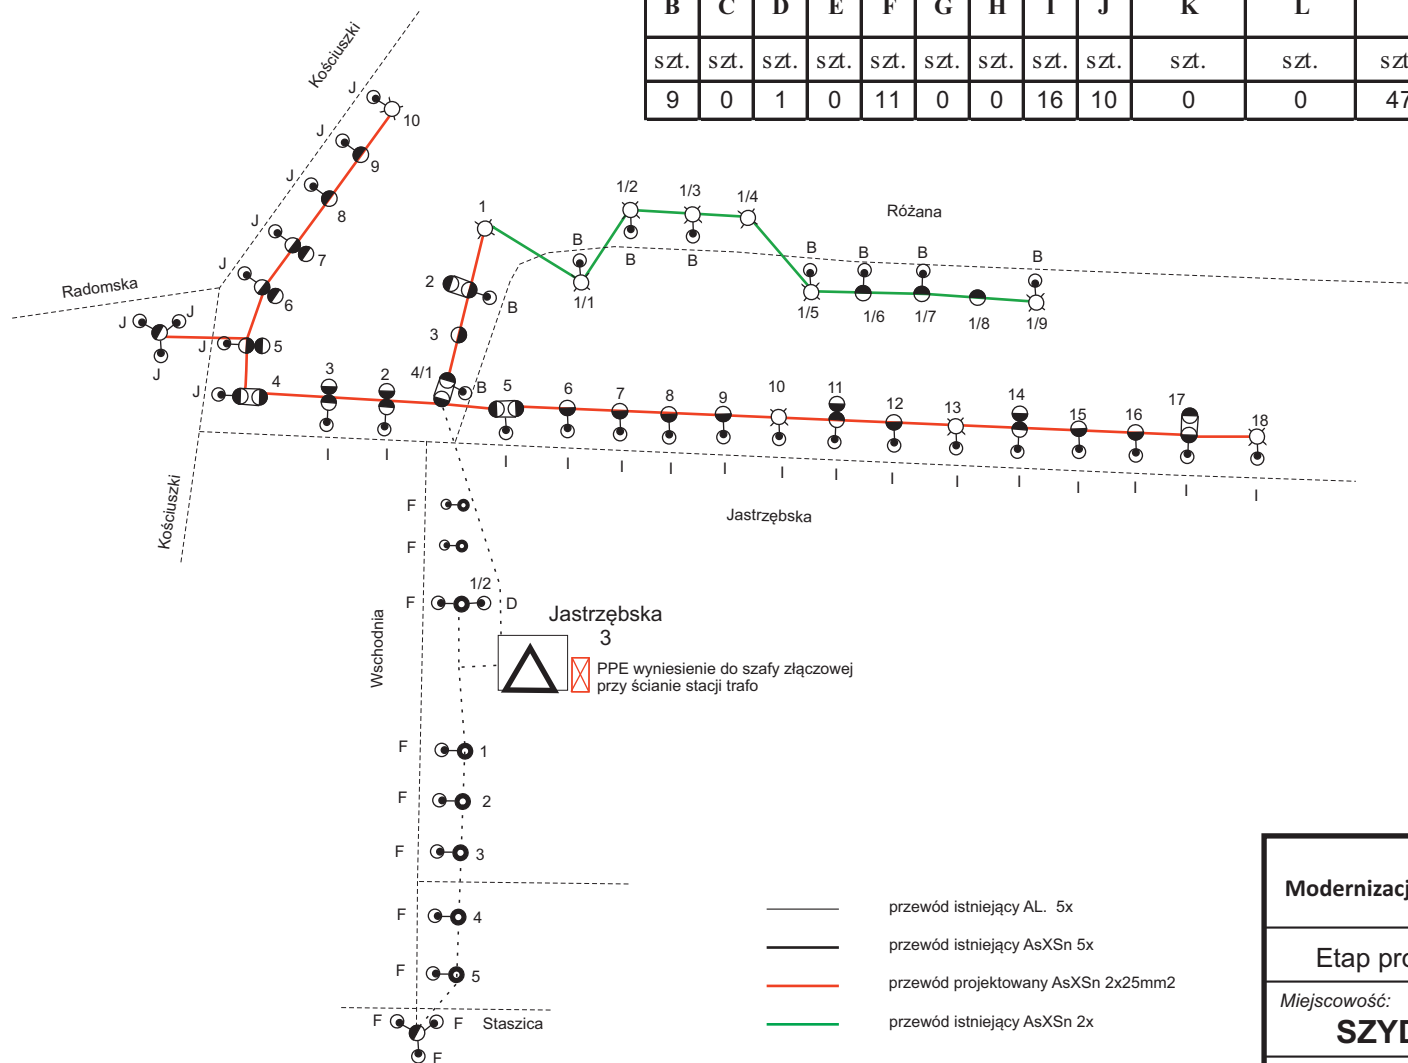 B C D E F G H I J K L
szt. szt. szt. szt. szt. szt. szt. szt. szt. szt. szt. szt
9 0 1 0 11 0 0 16 10 0 0 47
Kościuszki
J
10
J
9
J
8
J
7
J
6
Radomska
J J
J
J 5
J 4
3
2
4/1
B
1
2
B
3
1/2 1/3 1/4
Różana
B
B B
1/1
B B B B
1/5 1/6 1/7 1/8 1/9
5 6 7 8 9 10 11 12 13 14 15 16 17 18
I I I I I I I I I I I I I I I I
Kościuszki
Jastrzębska
F
F
1/2
F D
Wschodnia
Jastrzębska
3
PPE wyniesienie do szafy złączowej
przy ścianie stacji trafo
F 1
F 2
F 3
F 4
F 5
F F Staszica
F
przewód istniejący AL. 5x
przewód istniejący AsXSn 5x
przewód projektowany AsXSn 2x25mm2
przewód istniejący AsXSn 2x
Modernizacj
Etap pro
Miejscowość:
SZYD